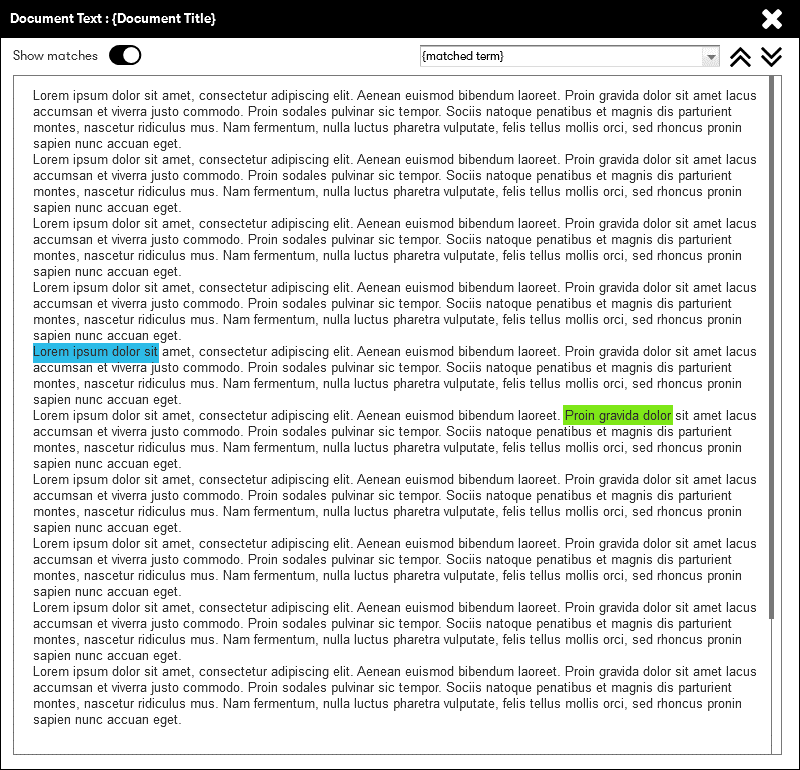 Document Text : {Document Title}
Show matches
{matched term}
Lorem ipsum dolor sit amet, consectetur adipiscing elit. Aenean euismod bibendum laoreet. Proin gravida dolor sit amet lacus
accumsan et viverra justo commodo. Proin sodales pulvinar sic tempor. Sociis natoque penatibus et magnis dis parturient
montes, nascetur ridiculus mus. Nam fermentum, nulla luctus pharetra vulputate, felis tellus mollis orci, sed rhoncus pronin
sapien nunc accuan eget.
Lorem ipsum dolor sit amet, consectetur adipiscing elit. Aenean euismod bibendum laoreet. Proin gravida dolor sit amet lacus
accumsan et viverra justo commodo. Proin sodales pulvinar sic tempor. Sociis natoque penatibus et magnis dis parturient
montes, nascetur ridiculus mus. Nam fermentum, nulla luctus pharetra vulputate, felis tellus mollis orci, sed rhoncus pronin
sapien nunc accuan eget.
Lorem ipsum dolor sit amet, consectetur adipiscing elit. Aenean euismod bibendum laoreet. Proin gravida dolor sit amet lacus
accumsan et viverra justo commodo. Proin sodales pulvinar sic tempor. Sociis natoque penatibus et magnis dis parturient
montes, nascetur ridiculus mus. Nam fermentum, nulla luctus pharetra vulputate, felis tellus mollis orci, sed rhoncus pronin
sapien nunc accuan eget.
Lorem ipsum dolor sit amet, consectetur adipiscing elit. Aenean euismod bibendum laoreet. Proin gravida dolor sit amet lacus
accumsan et viverra justo commodo. Proin sodales pulvinar sic tempor. Sociis natoque penatibus et magnis dis parturient
montes, nascetur ridiculus mus. Nam fermentum, nulla luctus pharetra vulputate, felis tellus mollis orci, sed rhoncus pronin
sapien nunc accuan eget.
Lorem ipsum dolor sit amet, consectetur adipiscing elit. Aenean euismod bibendum laoreet. Proin gravida dolor sit amet lacus
accumsan et viverra justo commodo. Proin sodales pulvinar sic tempor. Sociis natoque penatibus et magnis dis parturient
montes, nascetur ridiculus mus. Nam fermentum, nulla luctus pharetra vulputate, felis tellus mollis orci, sed rhoncus pronin
sapien nunc accuan eget.
Lorem ipsum dolor sit amet, consectetur adipiscing elit. Aenean euismod bibendum laoreet. Proin gravida dolor sit amet lacus
accumsan et viverra justo commodo. Proin sodales pulvinar sic tempor. Sociis natoque penatibus et magnis dis parturient
montes, nascetur ridiculus mus. Nam fermentum, nulla luctus pharetra vulputate, felis tellus mollis orci, sed rhoncus pronin
sapien nunc accuan eget.
Lorem ipsum dolor sit amet, consectetur adipiscing elit. Aenean euismod bibendum laoreet. Proin gravida dolor sit amet lacus
accumsan et viverra justo commodo. Proin sodales pulvinar sic tempor. Sociis natoque penatibus et magnis dis parturient
montes, nascetur ridiculus mus. Nam fermentum, nulla luctus pharetra vulputate, felis tellus mollis orci, sed rhoncus pronin
sapien nunc accuan eget.
Lorem ipsum dolor sit amet, consectetur adipiscing elit. Aenean euismod bibendum laoreet. Proin gravida dolor sit amet lacus
accumsan et viverra justo commodo. Proin sodales pulvinar sic tempor. Sociis natoque penatibus et magnis dis parturient
montes, nascetur ridiculus mus. Nam fermentum, nulla luctus pharetra vulputate, felis tellus mollis orci, sed rhoncus pronin
sapien nunc accuan eget.
Lorem ipsum dolor sit amet, consectetur adipiscing elit. Aenean euismod bibendum laoreet. Proin gravida dolor sit amet lacus
accumsan et viverra justo commodo. Proin sodales pulvinar sic tempor. Sociis natoque penatibus et magnis dis parturient
montes, nascetur ridiculus mus. Nam fermentum, nulla luctus pharetra vulputate, felis tellus mollis orci, sed rhoncus pronin
sapien nunc accuan eget.
Lorem ipsum dolor sit amet, consectetur adipiscing elit. Aenean euismod bibendum laoreet. Proin gravida dolor sit amet lacus
accumsan et viverra justo commodo. Proin sodales pulvinar sic tempor. Sociis natoque penatibus et magnis dis parturient
montes, nascetur ridiculus mus. Nam fermentum, nulla luctus pharetra vulputate, felis tellus mollis orci, sed rhoncus pronin
sapien nunc accuan eget.